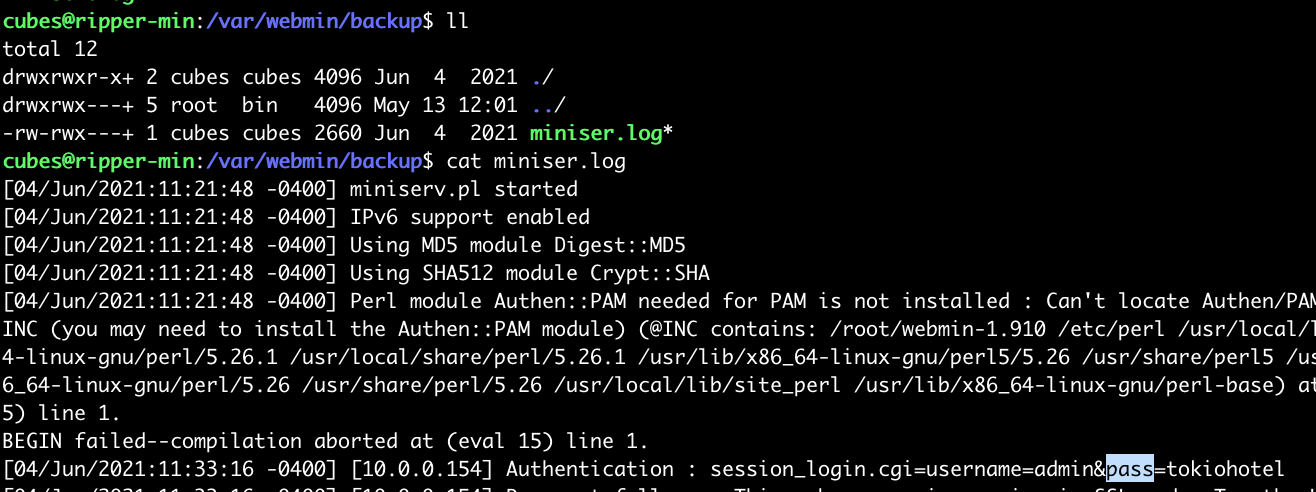 cubes@ripper-min:/var/webmin/backup$ ll
total 12
drwxrwxr-x+ 2 cubes cubes 4096 Jun  4  2021 ./
drwxrwx---+ 5 root  bin   4096 May 13 12:01 ../
-rw-rwx---+ 1 cubes cubes 2660 Jun  4  2021 miniser.log*
cubes@ripper-min:/var/webmin/backup$ cat miniser.log
[04/Jun/2021:11:21:48 -0400] miniserv.pl started
[04/Jun/2021:11:21:48 -0400] IPv6 support enabled
[04/Jun/2021:11:21:48 -0400] Using MD5 module Digest::MD5
[04/Jun/2021:11:21:48 -0400] Using SHA512 module Crypt::SHA
[04/Jun/2021:11:21:48 -0400] Perl module Authen::PAM needed for PAM is not installed : Can't locate Authen/PAM
INC (you may need to install the Authen::PAM module) (@INC contains: /root/webmin-1.910 /etc/perl /usr/local/l
4-linux-gnu/perl/5.26.1 /usr/local/share/perl/5.26.1 /usr/lib/x86_64-linux-gnu/perl5/5.26 /usr/share/perl5 /us
6_64-linux-gnu/perl/5.26 /usr/share/perl/5.26 /usr/local/lib/site_perl /usr/lib/x86_64-linux-gnu/perl-base) at
5) line 1.
BEGIN failed--compilation aborted at (eval 15) line 1.
[04/Jun/2021:11:33:16 -0400] [10.0.0.154] Authentication : session_login.cgi=username=admin&pass=tokiohotel